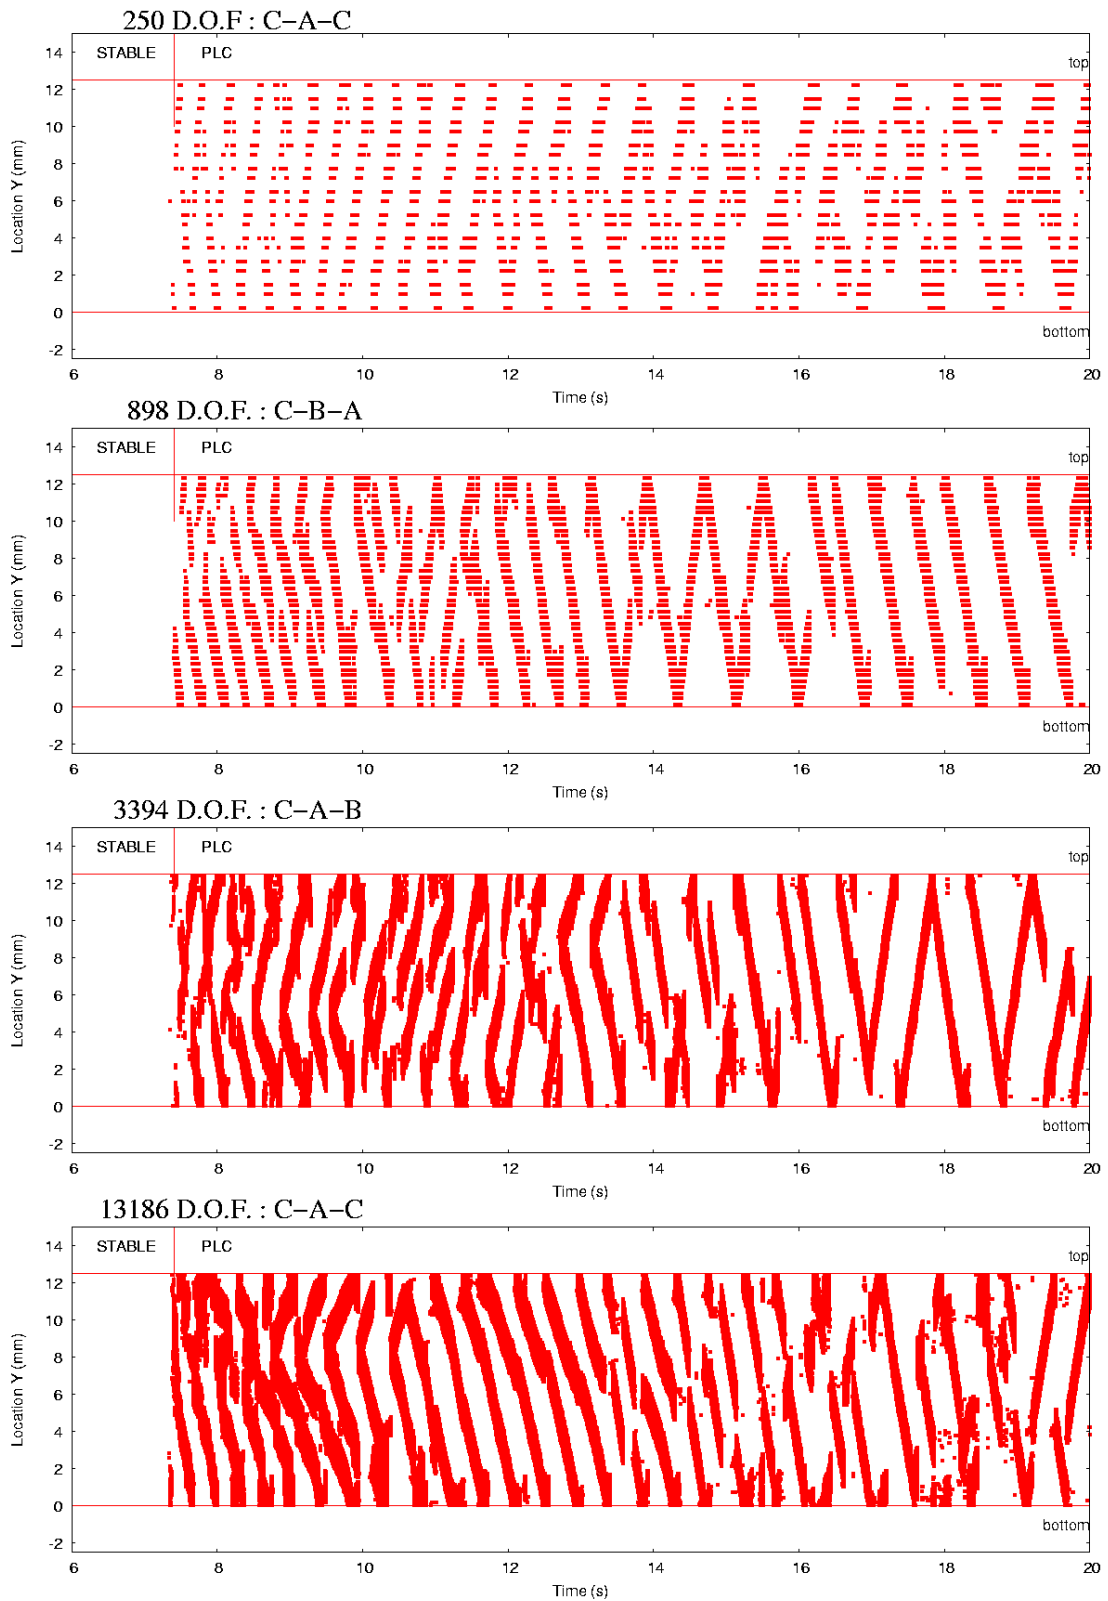 250 D.O.F : C−A−C
STABLE PLC
top
14
12
10
8
6
4
2
0
-2
bottom
Location Y (mm)
6 8 10 12 14 16 18 20
Time (s)
898 D.O.F. : C−B−A
STABLE PLC
top
14
12
10
8
6
4
2
0
-2
bottom
Location Y (mm)
6 8 10 12 14 16 18 20
Time (s)
3394 D.O.F. : C−A−B
STABLE PLC
top
14
12
10
8
6
4
2
0
-2
bottom
Location Y (mm)
6 8 10 12 14 16 18 20
Time (s)
13186 D.O.F. : C−A−C
STABLE PLC
top
14
12
10
8
6
4
2
0
-2
bottom
Location Y (mm)
6 8 10 12 14 16 18 20
Time (s)